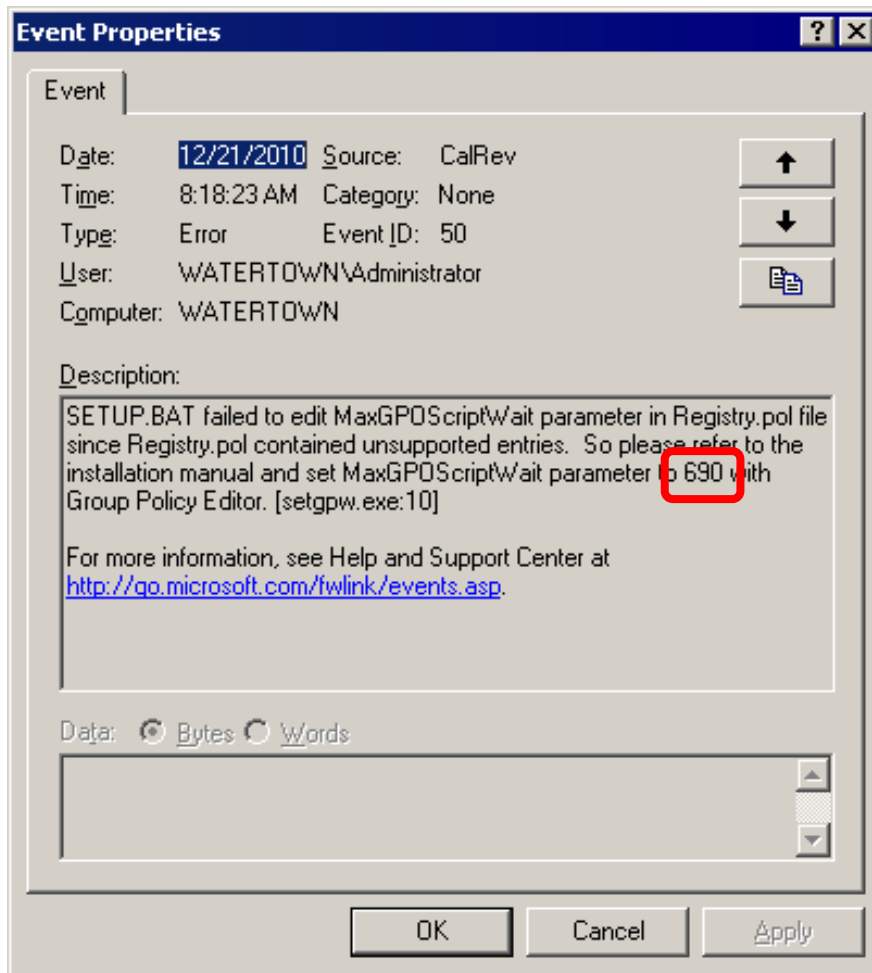 Event Properties
Event
Date: 12/21/2010 Source: CalRev
Time: 8:18:23 AM Category: None
Type: Error Event ID: 50
User: WATERTOWN\Administrator
Computer: WATERTOWN
Description:
SETUP.BAT failed to edit MaxGPOScriptWait parameter in Registry.pol file
since Registry.pol contained unsupported entries. So please refer to the
installation manual and set MaxGPOScriptWait parameter to 690 with
Group Policy Editor. [setgpw.exe:10]
For more information, see Help and Support Center at
http://go.microsoft.com/fwlink/events.asp.
Data: Bytes Words
OK Cancel Apply